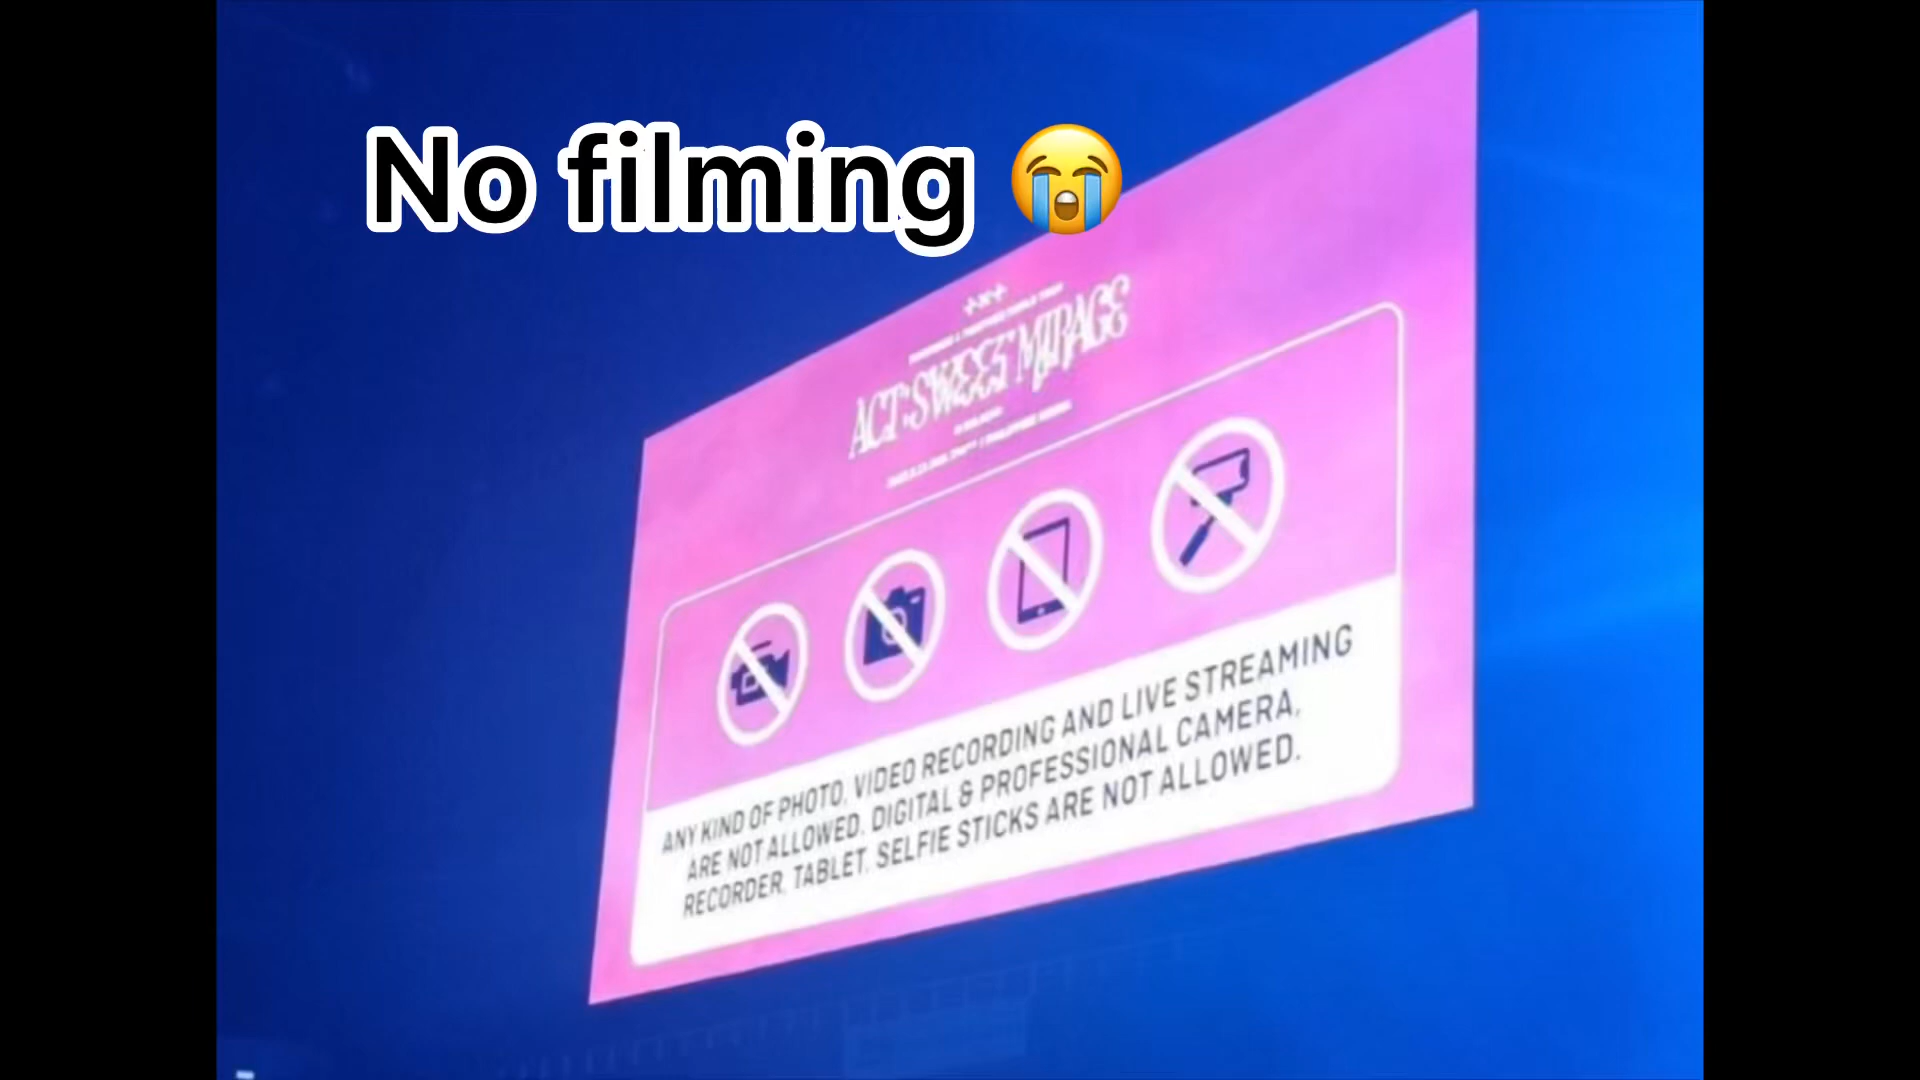 No filming 😭
ACT:SWEET MIRAGE
ANY KIND OF PHOTO, VIDEO RECORDING AND LIVE STREAMING
ARE NOT ALLOWED. DIGITAL & PROFESSIONAL CAMERA,
RECORDER, TABLET, SELFIE STICKS ARE NOT ALLOWED.